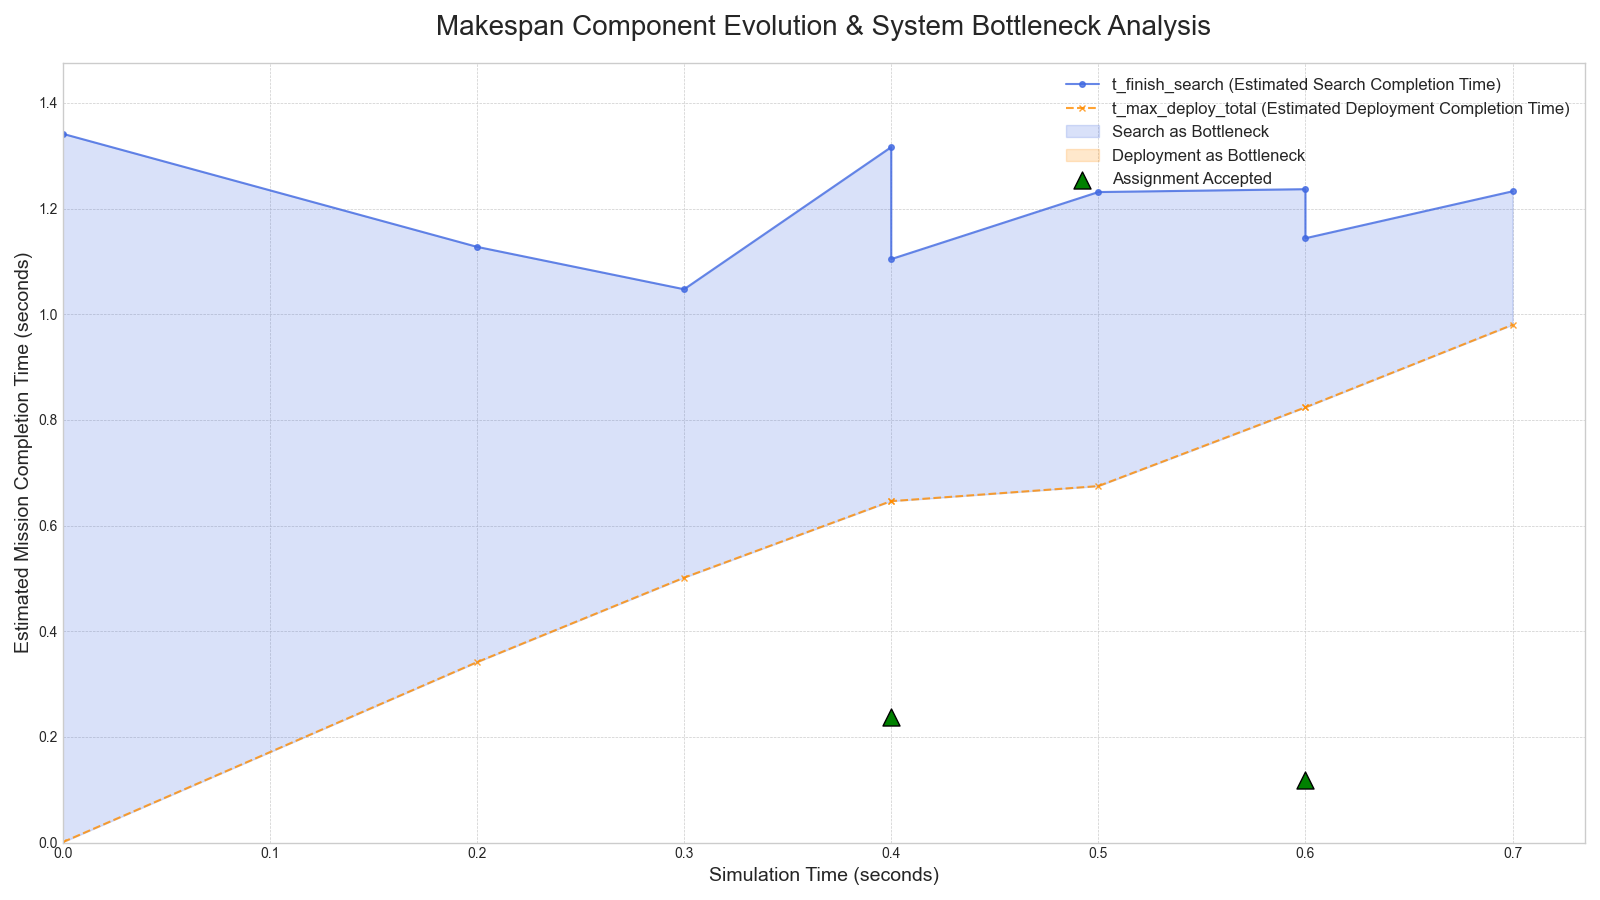 Makespan Component Evolution & System Bottleneck Analysis
t_finish_search (Estimated Search Completion Time)
t_max_deploy_total (Estimated Deployment Completion Time)
Search as Bottleneck
Deployment as Bottleneck
Assignment Accepted
Estimated Mission Completion Time (seconds)
1.4
1.2
1.0
0.8
0.6
0.4
0.2
0.0
0.0 0.1 0.2 0.3 0.4 0.5 0.6 0.7
Simulation Time (seconds)